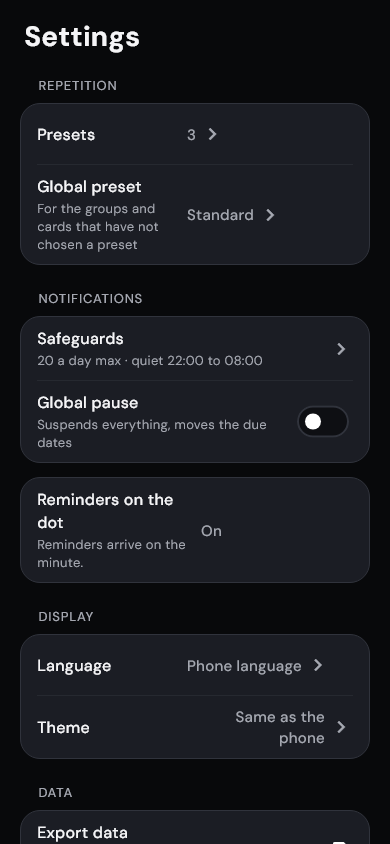 Settings
REPETITION
Presets
3
Global preset
For the groups and
cards that have not
chosen a preset
Standard
NOTIFICATIONS
Safeguards
20 a day max · quiet 22:00 to 08:00
Global pause
Suspends everything, moves the due
dates
Reminders on the
dot
Reminders arrive on the
minute.
On
DISPLAY
Language
Phone language
Theme
Same as the
phone
DATA
Export data